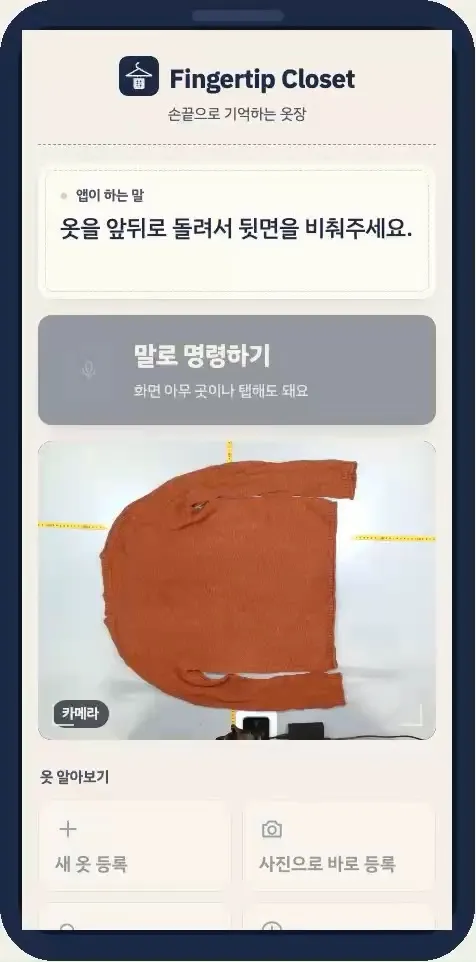 Fingertip Closet
손끝으로 기억하는 옷장
앱이 하는 말
옷을 앞뒤로 돌려서 뒷면을 비춰주세요.
말로 명령하기
화면 아무 곳이나 탭해도 돼요
카메라
옷 알아보기
새 옷 등록
사진으로 바로 등록